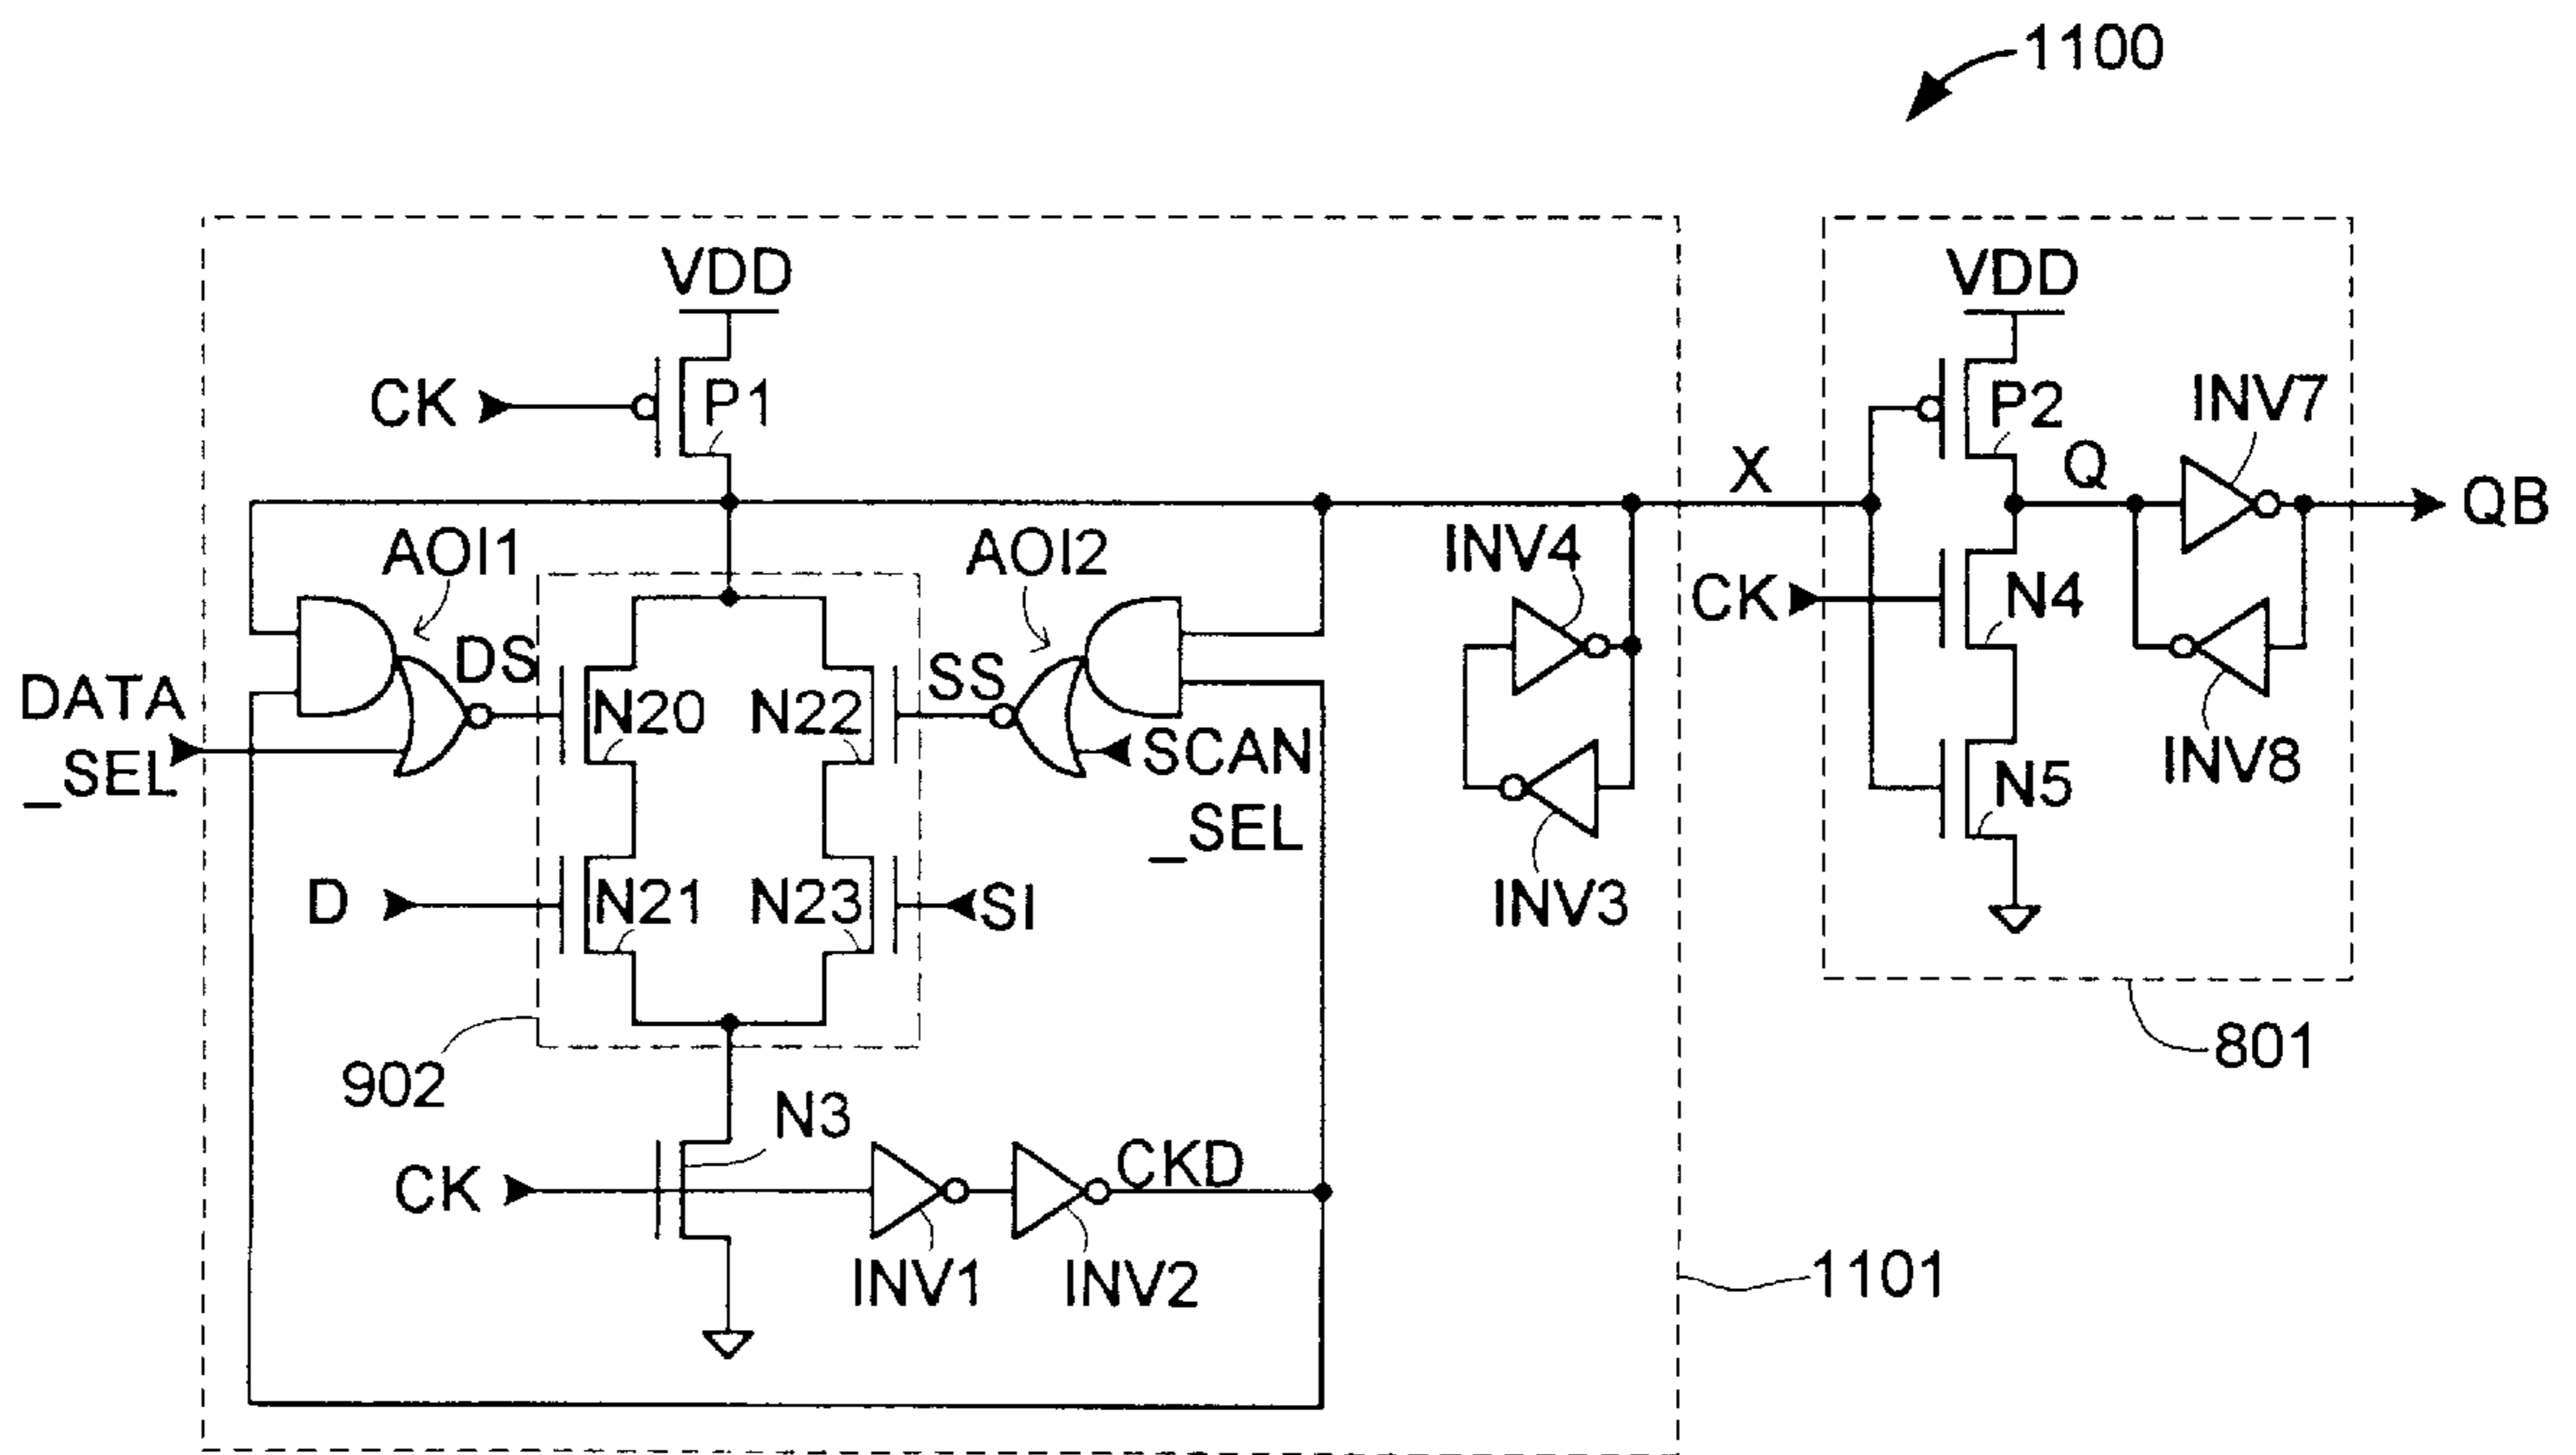 1100
VDD
VDD
CK
P1
P2
INV7
X
Q
QB
AOI1
AOI2
INV4
CK
N4
DS
SS
DATA
_SEL
N20
N22
SCAN
_SEL
INV8
N5
D
N21
N23
SI
INV3
902
801
N3
CK
CKD
INV1
INV2
1101